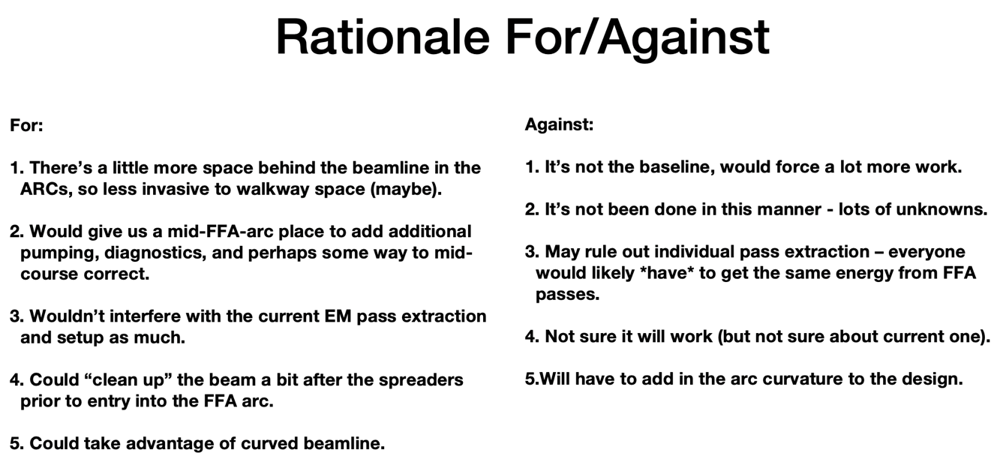 Rationale For/Against
For:
1. There’s a little more space behind the beamline in the
ARCs, so less invasive to walkway space (maybe).
2. Would give us a mid-FFA-arc place to add additional
pumping, diagnostics, and perhaps some way to mid-
course correct.
3. Wouldn’t interfere with the current EM pass extraction
and setup as much.
4. Could “clean up” the beam a bit after the spreaders
prior to entry into the FFA arc.
5. Could take advantage of curved beamline.
Against:
1. It’s not the baseline, would force a lot more work.
2. It’s not been done in this manner - lots of unknowns.
3. May rule out individual pass extraction – everyone
would likely *have* to get the same energy from FFA
passes.
4. Not sure it will work (but not sure about current one).
5.Will have to add in the arc curvature to the design.